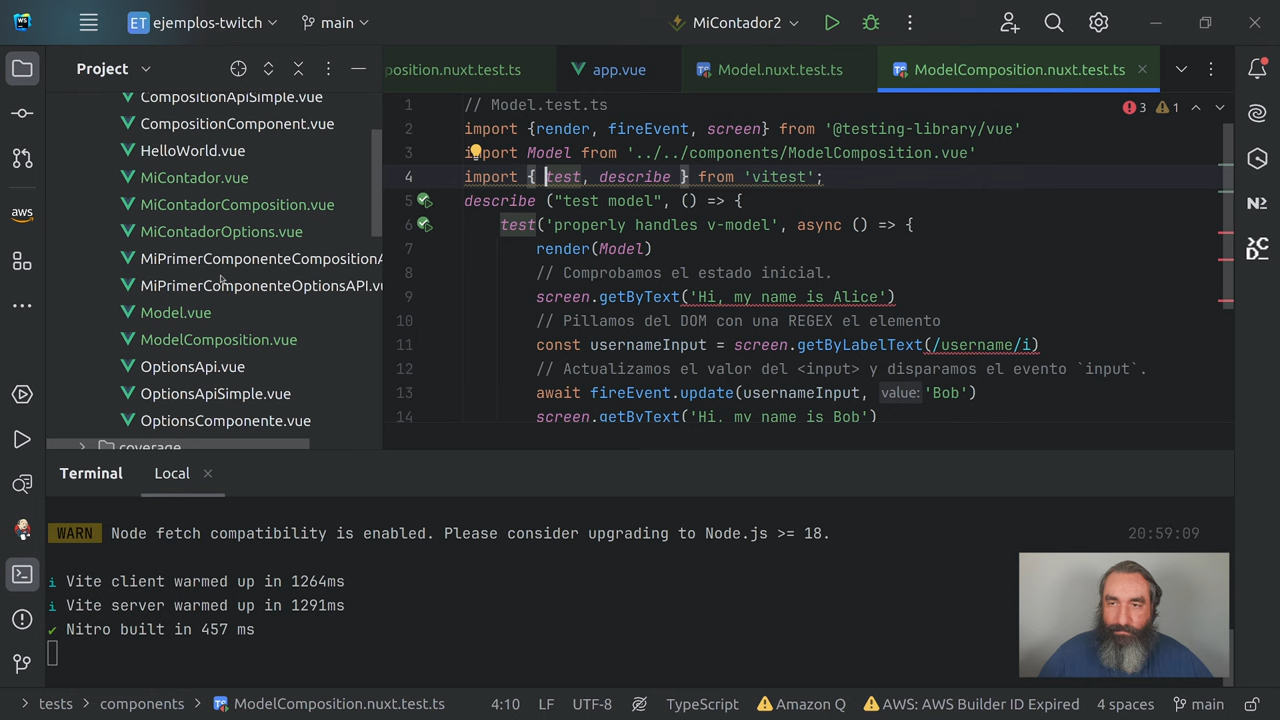 WS
ET ejemplos-twitch
main
MiContador2
Project
position.nuxt.test.ts
app.vue
Model.nuxt.test.ts
ModelComposition.nuxt.test.ts
CompositionApiSimple.vue
CompositionComponent.vue
HelloWorld.vue
MiContador.vue
MiContadorComposition.vue
MiContadorOptions.vue
MiPrimerComponenteCompositionA
MiPrimerComponenteOptionsAPI.vu
Model.vue
ModelComposition.vue
OptionsApi.vue
OptionsApiSimple.vue
OptionsComponente.vue
coverage
aws
1 // Model.test.ts
2 import {render, fireEvent, screen} from '@testing-library/vue'
3 import Model from '../../components/ModelComposition.vue'
4 import { test, describe } from 'vitest';
5 describe ("test model", () => {
6 test('properly handles v-model', async () => {
7 render(Model)
8 // Comprobamos el estado inicial.
9 screen.getByText('Hi, my name is Alice')
10 // Pillamos del DOM con una REGEX el elemento
11 const usernameInput = screen.getByLabelText(/username/i)
12 // Actualizamos el valor del <input> y disparamos el evento `input`.
13 await fireEvent.update(usernameInput, value: 'Bob')
14 screen.getByText('Hi, my name is Bob')
3 1
Terminal
Local
WARN Node fetch compatibility is enabled. Please consider upgrading to Node.js >= 18. 20:59:09
i Vite client warmed up in 1264ms
i Vite server warmed up in 1291ms
✔ Nitro built in 457 ms
tests > components > ModelComposition.nuxt.test.ts
4:10
LF
UTF-8
TypeScript
Amazon Q
AWS: AWS Builder ID Expired
4 spaces
main